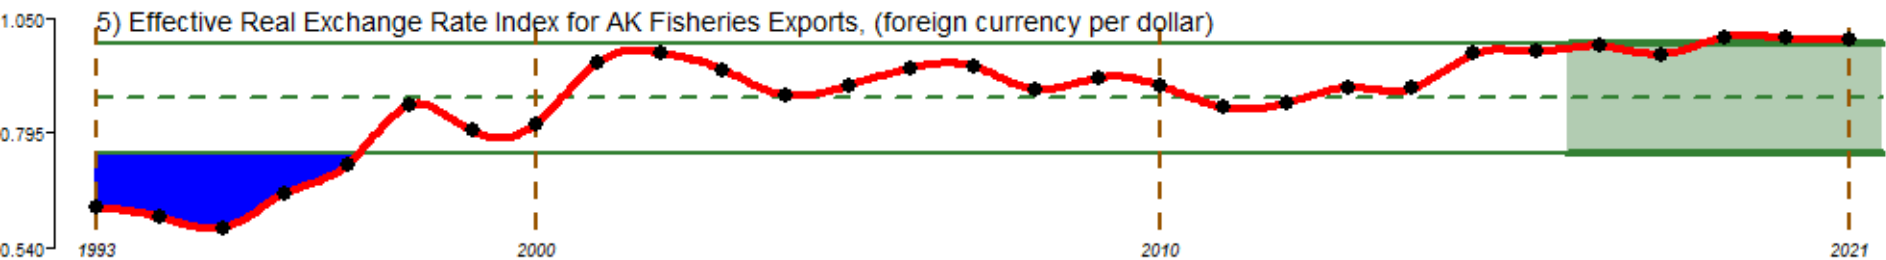 1.050
5) Effective Real Exchange Rate Index for AK Fisheries Exports, (foreign currency per dollar)
0.795
0.540
1993 2000 2010 2021